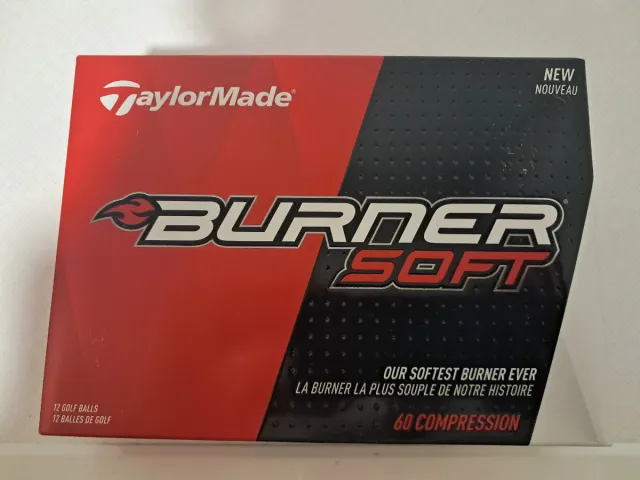 TaylorMade
NEW
NOUVEAU
BURNER
SOFT
OUR SOFTEST BURNER EVER
LA BURNER LA PLUS SOUPLE DE NOTRE HISTOIRE
60 COMPRESSION
12 GOLF BALLS
12 BALLES DE GOLF